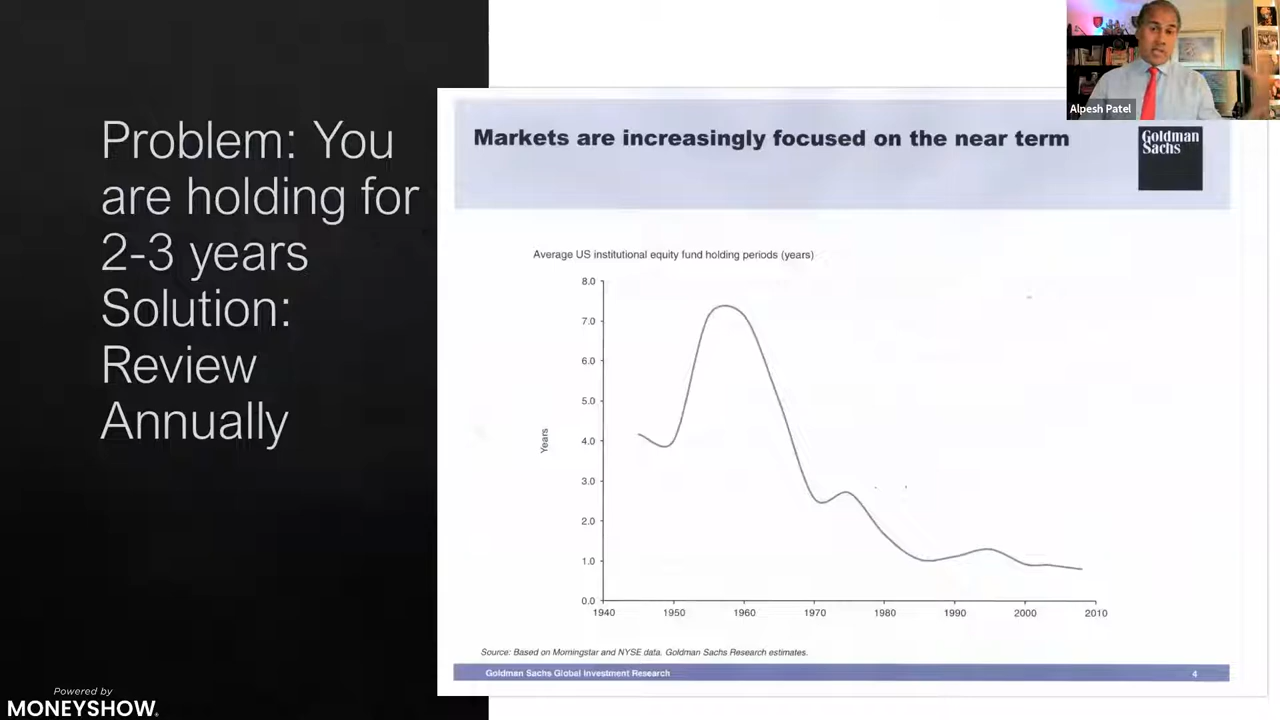 Problem: You
are holding for
2-3 years
Solution:
Review
Annually
Powered by
MONEYSHOW.
Alpesh Patel
Markets are increasingly focused on the near term
Goldman
Sachs
Average US institutional equity fund holding periods (years)
8.0
7.0
6.0
5.0
4.0
3.0
2.0
1.0
0.0
Years
1940 1950 1960 1970 1980 1990 2000 2010
Source: Based on Morningstar and NYSE data. Goldman Sachs Research estimates.
Goldman Sachs Global Investment Research 4